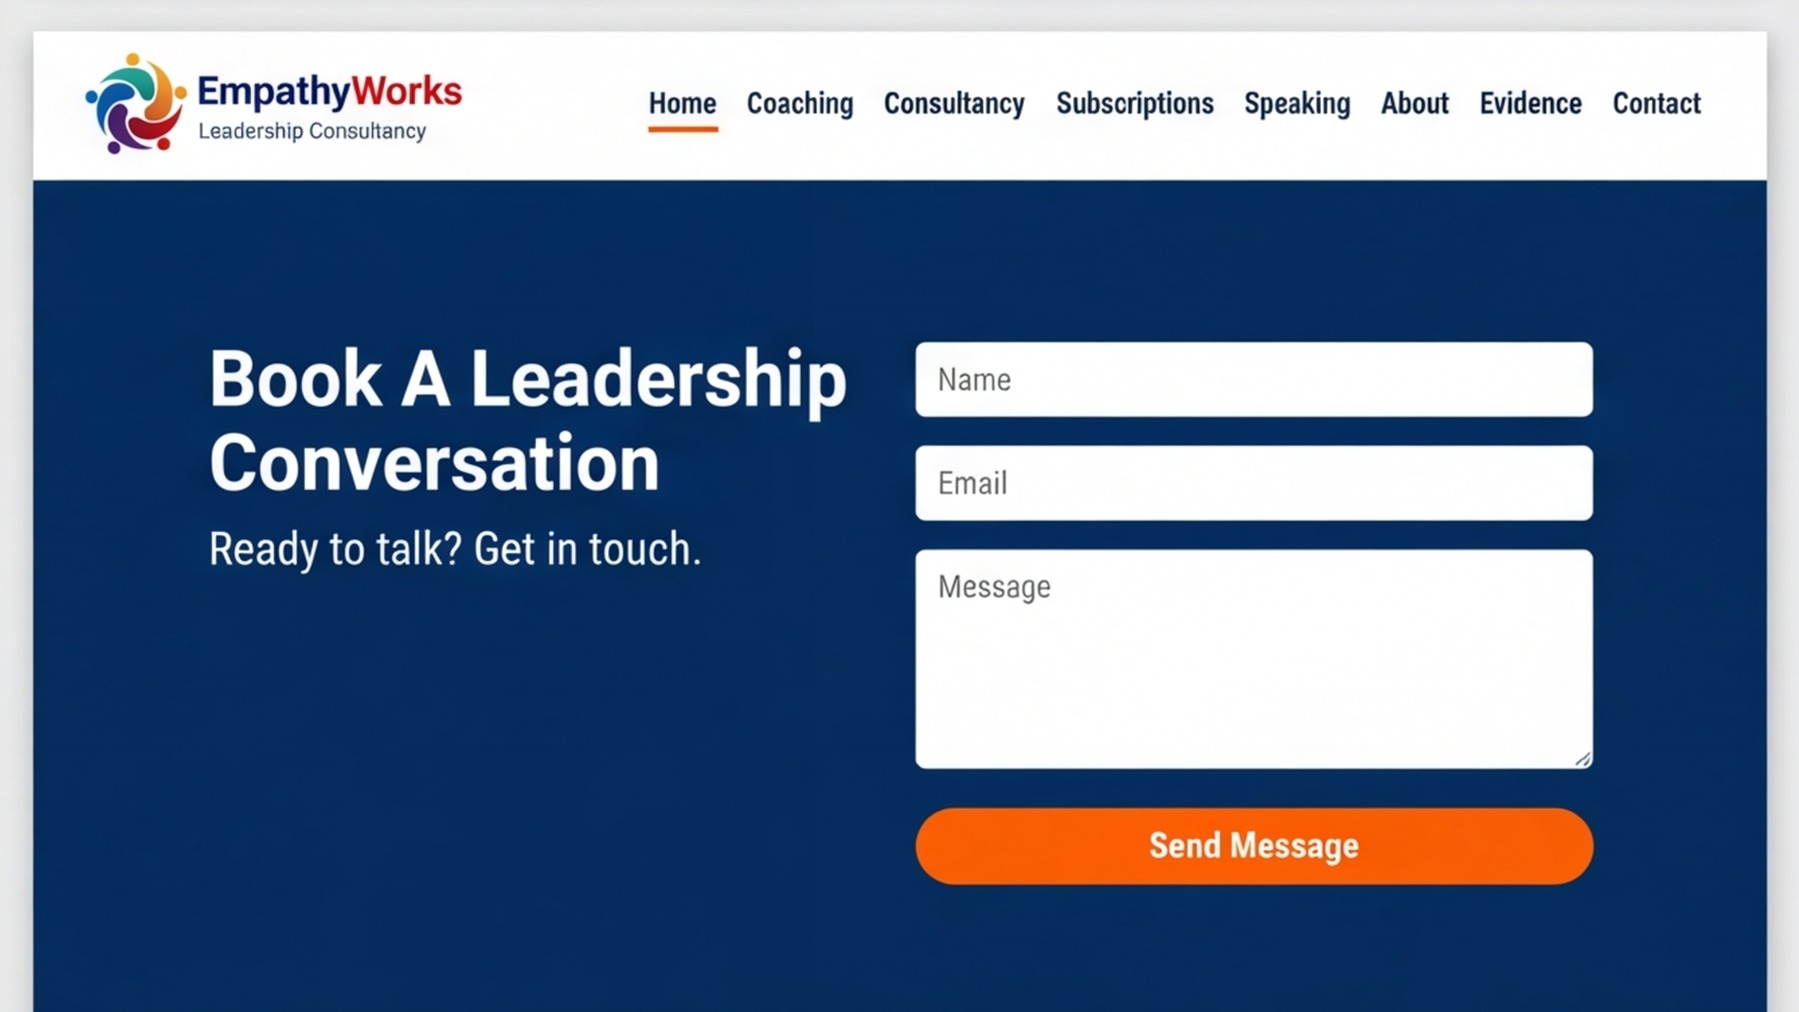 EmpathyWorks
Leadership Consultancy
Home Coaching Consultancy Subscriptions Speaking About Evidence Contact
Book A Leadership
Conversation
Ready to talk? Get in touch.
Name
Email
Message
Send Message